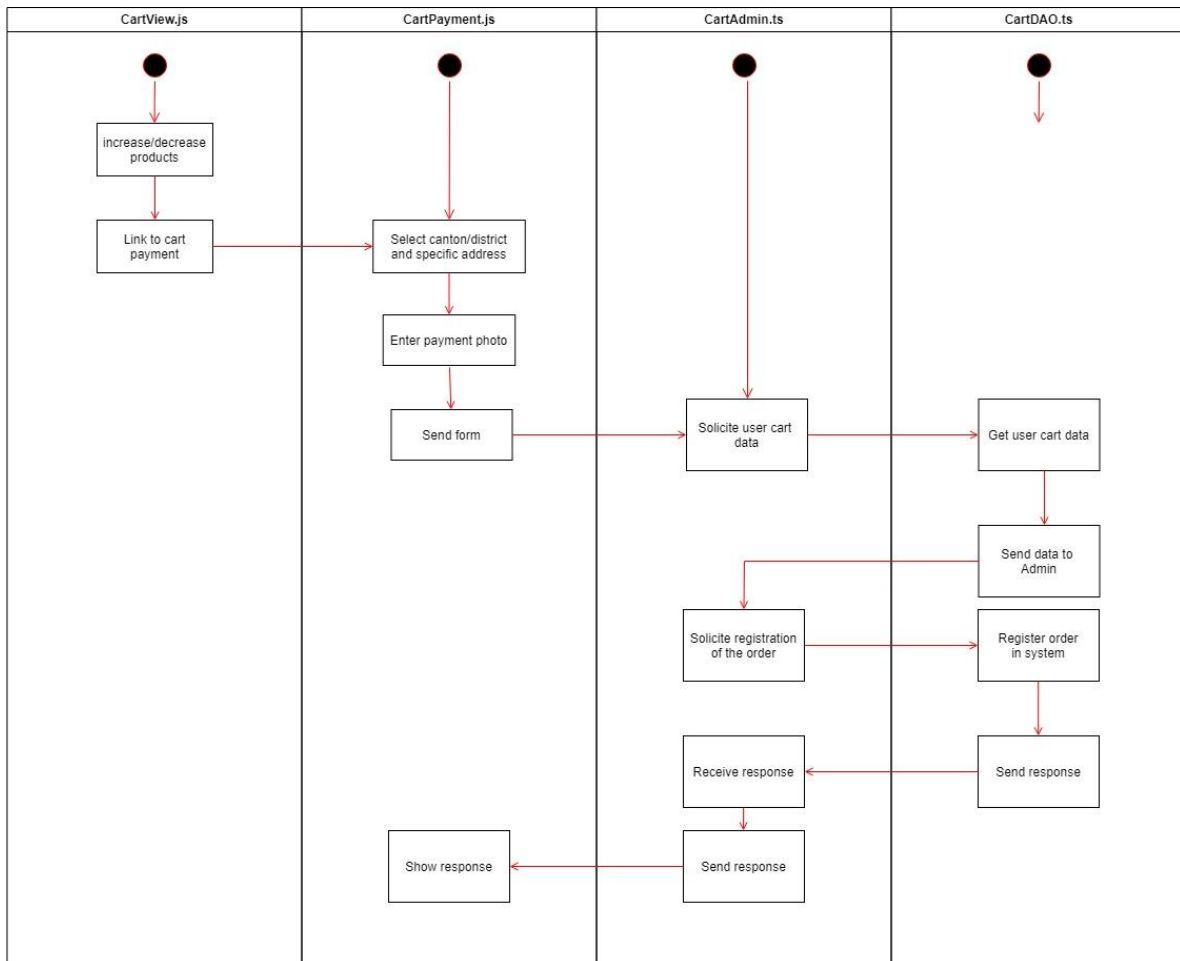 CartView.js
CartPayment.js
CartAdmin.ts
CartDAO.ts
increase/decrease
products
Link to cart
payment
Select canton/district
and specific address
Enter payment photo
Send form
Solicite user cart
data
Get user cart data
Send data to
Admin
Solicite registration
of the order
Register order
in system
Receive response
Send response
Show response
Send response